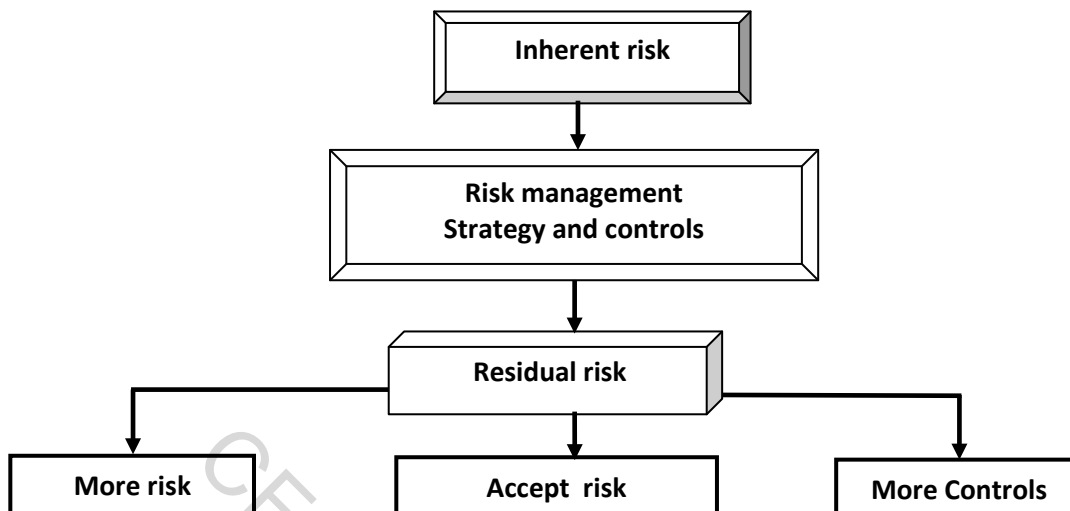 Inherent risk
Risk management
Strategy and controls
Residual risk
More risk
Accept risk
More Controls